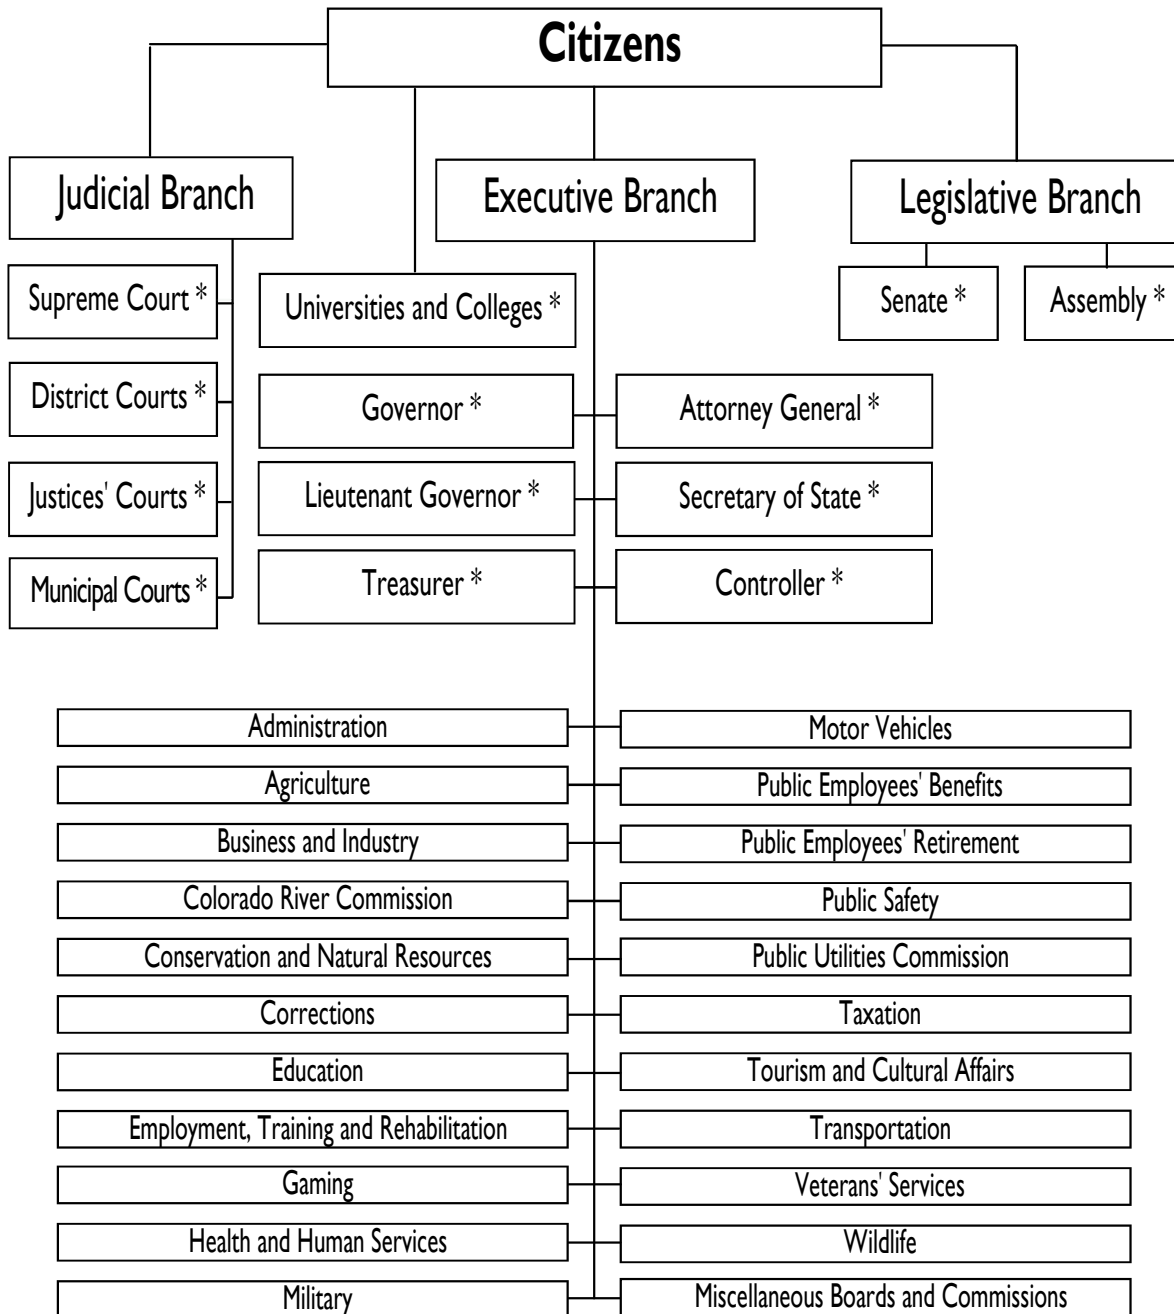 Citizens
Judicial Branch
Executive Branch
Legislative Branch
Supreme Court *
Universities and Colleges *
Senate *
Assembly *
District Courts *
Governor *
Attorney General *
Justices' Courts *
Lieutenant Governor *
Secretary of State *
Municipal Courts *
Treasurer *
Controller *
Administration
Motor Vehicles
Agriculture
Public Employees' Benefits
Business and Industry
Public Employees' Retirement
Colorado River Commission
Public Safety
Conservation and Natural Resources
Public Utilities Commission
Corrections
Taxation
Education
Tourism and Cultural Affairs
Employment, Training and Rehabilitation
Transportation
Gaming
Veterans' Services
Health and Human Services
Wildlife
Military
Miscellaneous Boards and Commissions